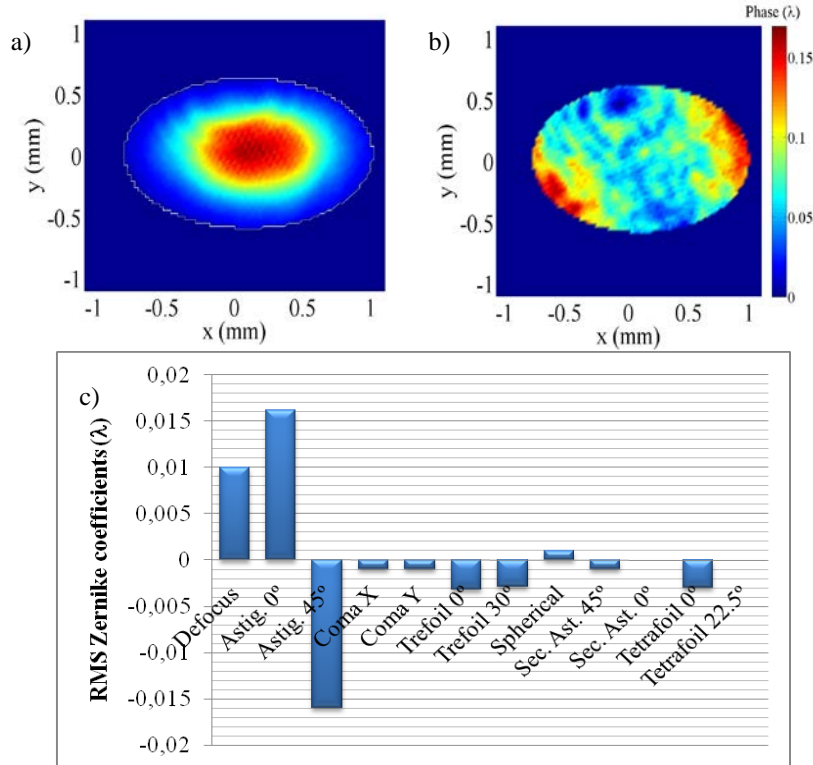 a)
1
0.5
0
-0.5
-1
y (mm)
-1
-0.5
0
0.5
1
x (mm)
b)
1
0.5
0
-0.5
-1
y (mm)
-1
-0.5
0
0.5
1
x (mm)
Phase (λ)
0.15
0.1
0.05
0
c)
RMS Zernike coefficients (λ)
0,02
0,015
0,01
0,005
0
-0,005
-0,01
-0,015
-0,02
Defocus
Astig. 0º
Astig. 45º
Coma X
Coma Y
Trefoil 0º
Trefoil 30º
Spherical
Sec. Ast. 45º
Sec. Ast. 0º
Tetrafoil 0º
Tetrafoil 22.5º